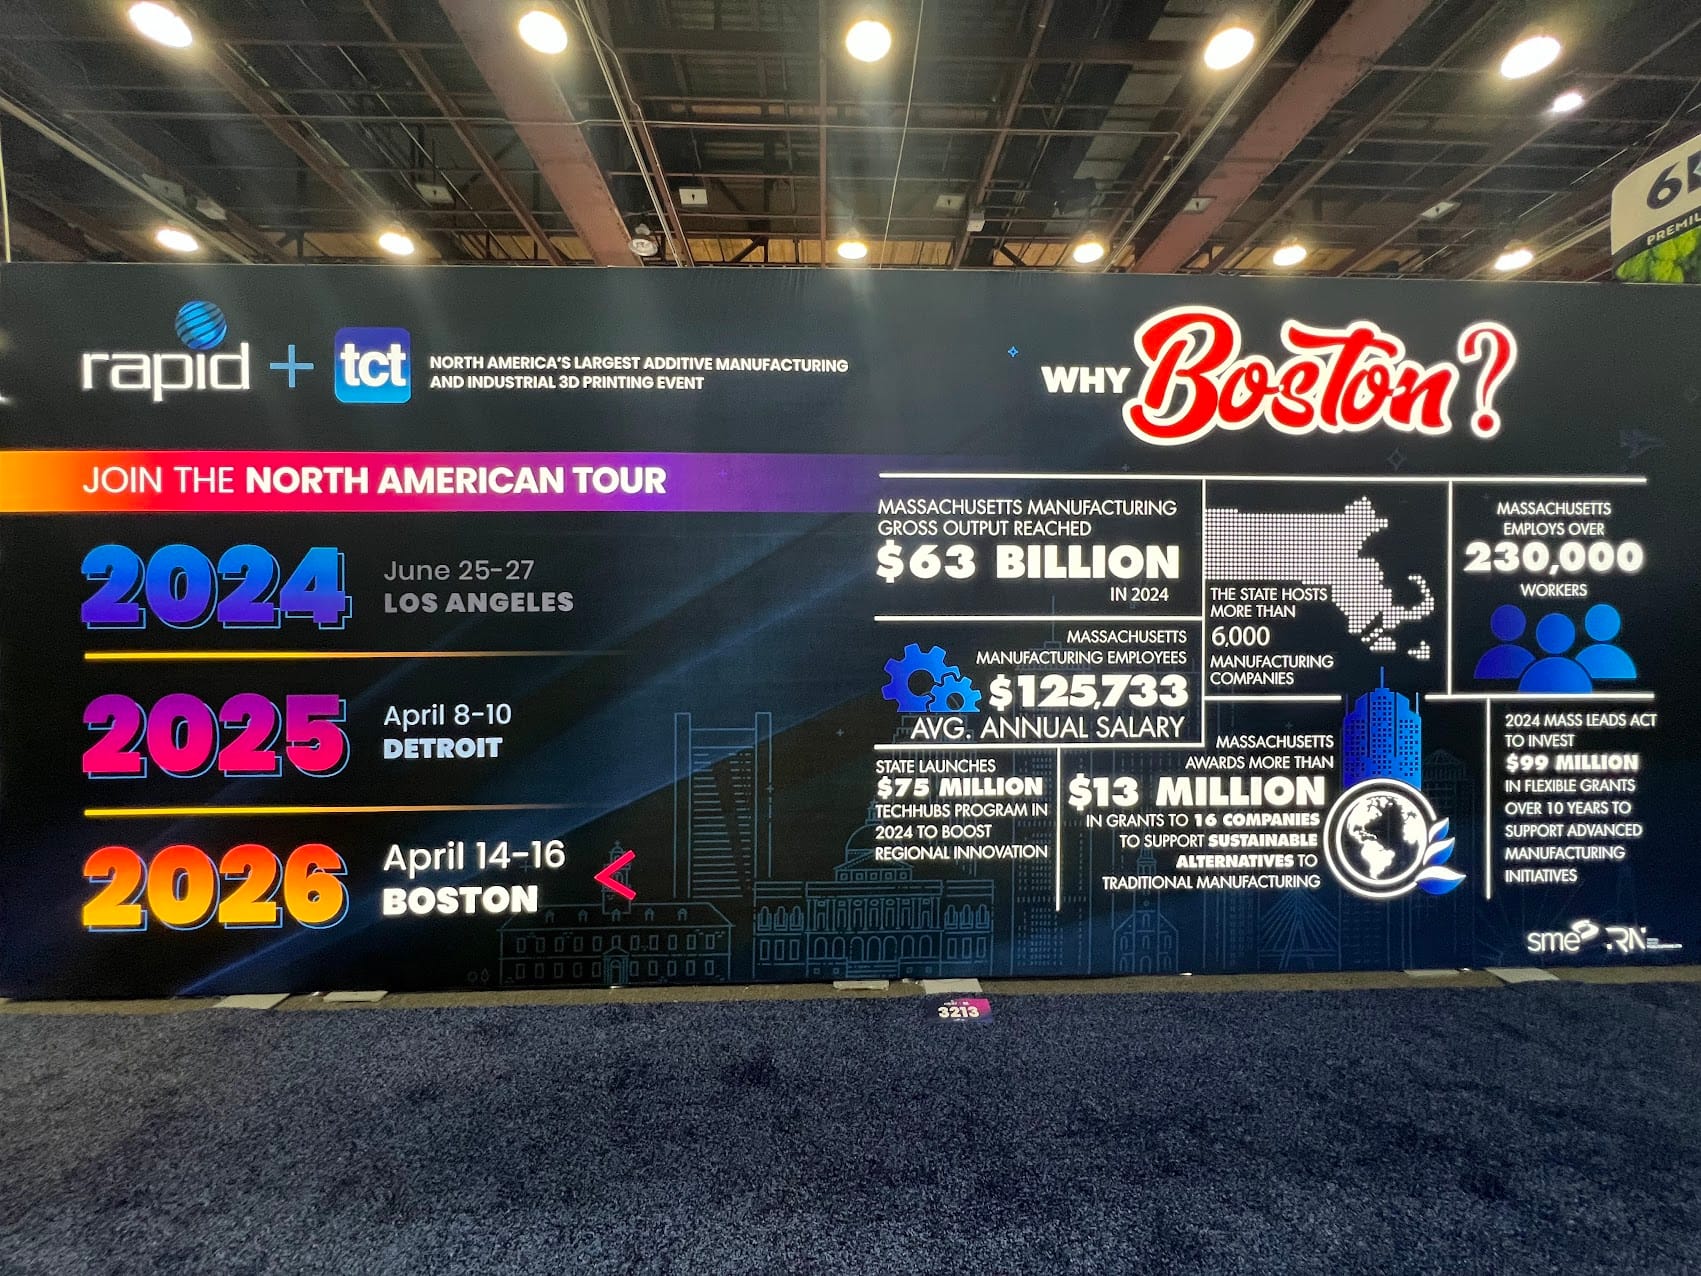 rapid + tct
NORTH AMERICA'S LARGEST ADDITIVE MANUFACTURING
AND INDUSTRIAL 3D PRINTING EVENT
JOIN THE NORTH AMERICAN TOUR
2024
June 25-27
LOS ANGELES
2025
April 8-10
DETROIT
2026
April 14-16
BOSTON
<
WHY Boston?
MASSACHUSETTS MANUFACTURING
GROSS OUTPUT REACHED
$63 BILLION
IN 2024
THE STATE HOSTS
MORE THAN
6,000
MANUFACTURING
COMPANIES
MASSACHUSETTS
EMPLOYS OVER
230,000
WORKERS
MASSACHUSETTS
MANUFACTURING EMPLOYEES
$125,733
AVG. ANNUAL SALARY
STATE LAUNCHES
$75 MILLION
TECHHUBS PROGRAM IN
2024 TO BOOST
REGIONAL INNOVATION
MASSACHUSETTS
AWARDS MORE THAN
$13 MILLION
IN GRANTS TO 16 COMPANIES
TO SUPPORT SUSTAINABLE
ALTERNATIVES TO
TRADITIONAL MANUFACTURING
2024 MASS LEADS ACT
TO INVEST
$99 MILLION
IN FLEXIBLE GRANTS
OVER 10 YEARS TO
SUPPORT ADVANCED
MANUFACTURING
INITIATIVES
sme
3213